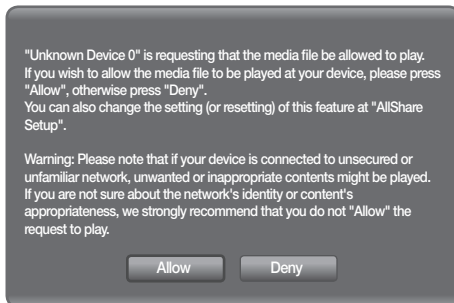 "Unknown Device 0" is requesting that the media file be allowed to play.
If you wish to allow the media file to be played at your device, please press
"Allow", otherwise press "Deny".
You can also change the setting (or resetting) of this feature at "AllShare
Setup".
Warning: Please note that if your device is connected to unsecured or
unfamiliar network, unwanted or inappropriate contents might be played.
If you are not sure about the network's identity or content's
appropriateness, we strongly recommend that you do not "Allow" the
request to play.
Allow Deny